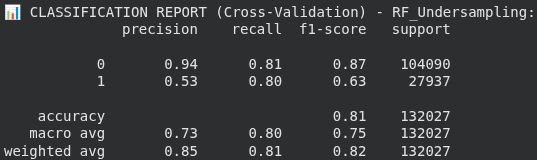 📊 CLASSIFICATION REPORT (Cross-Validation) - RF_Undersampling:
precision recall f1-score support
0 0.94 0.81 0.87 104090
1 0.53 0.80 0.63 27937
accuracy 0.81 132027
macro avg 0.73 0.80 0.75 132027
weighted avg 0.85 0.81 0.82 132027